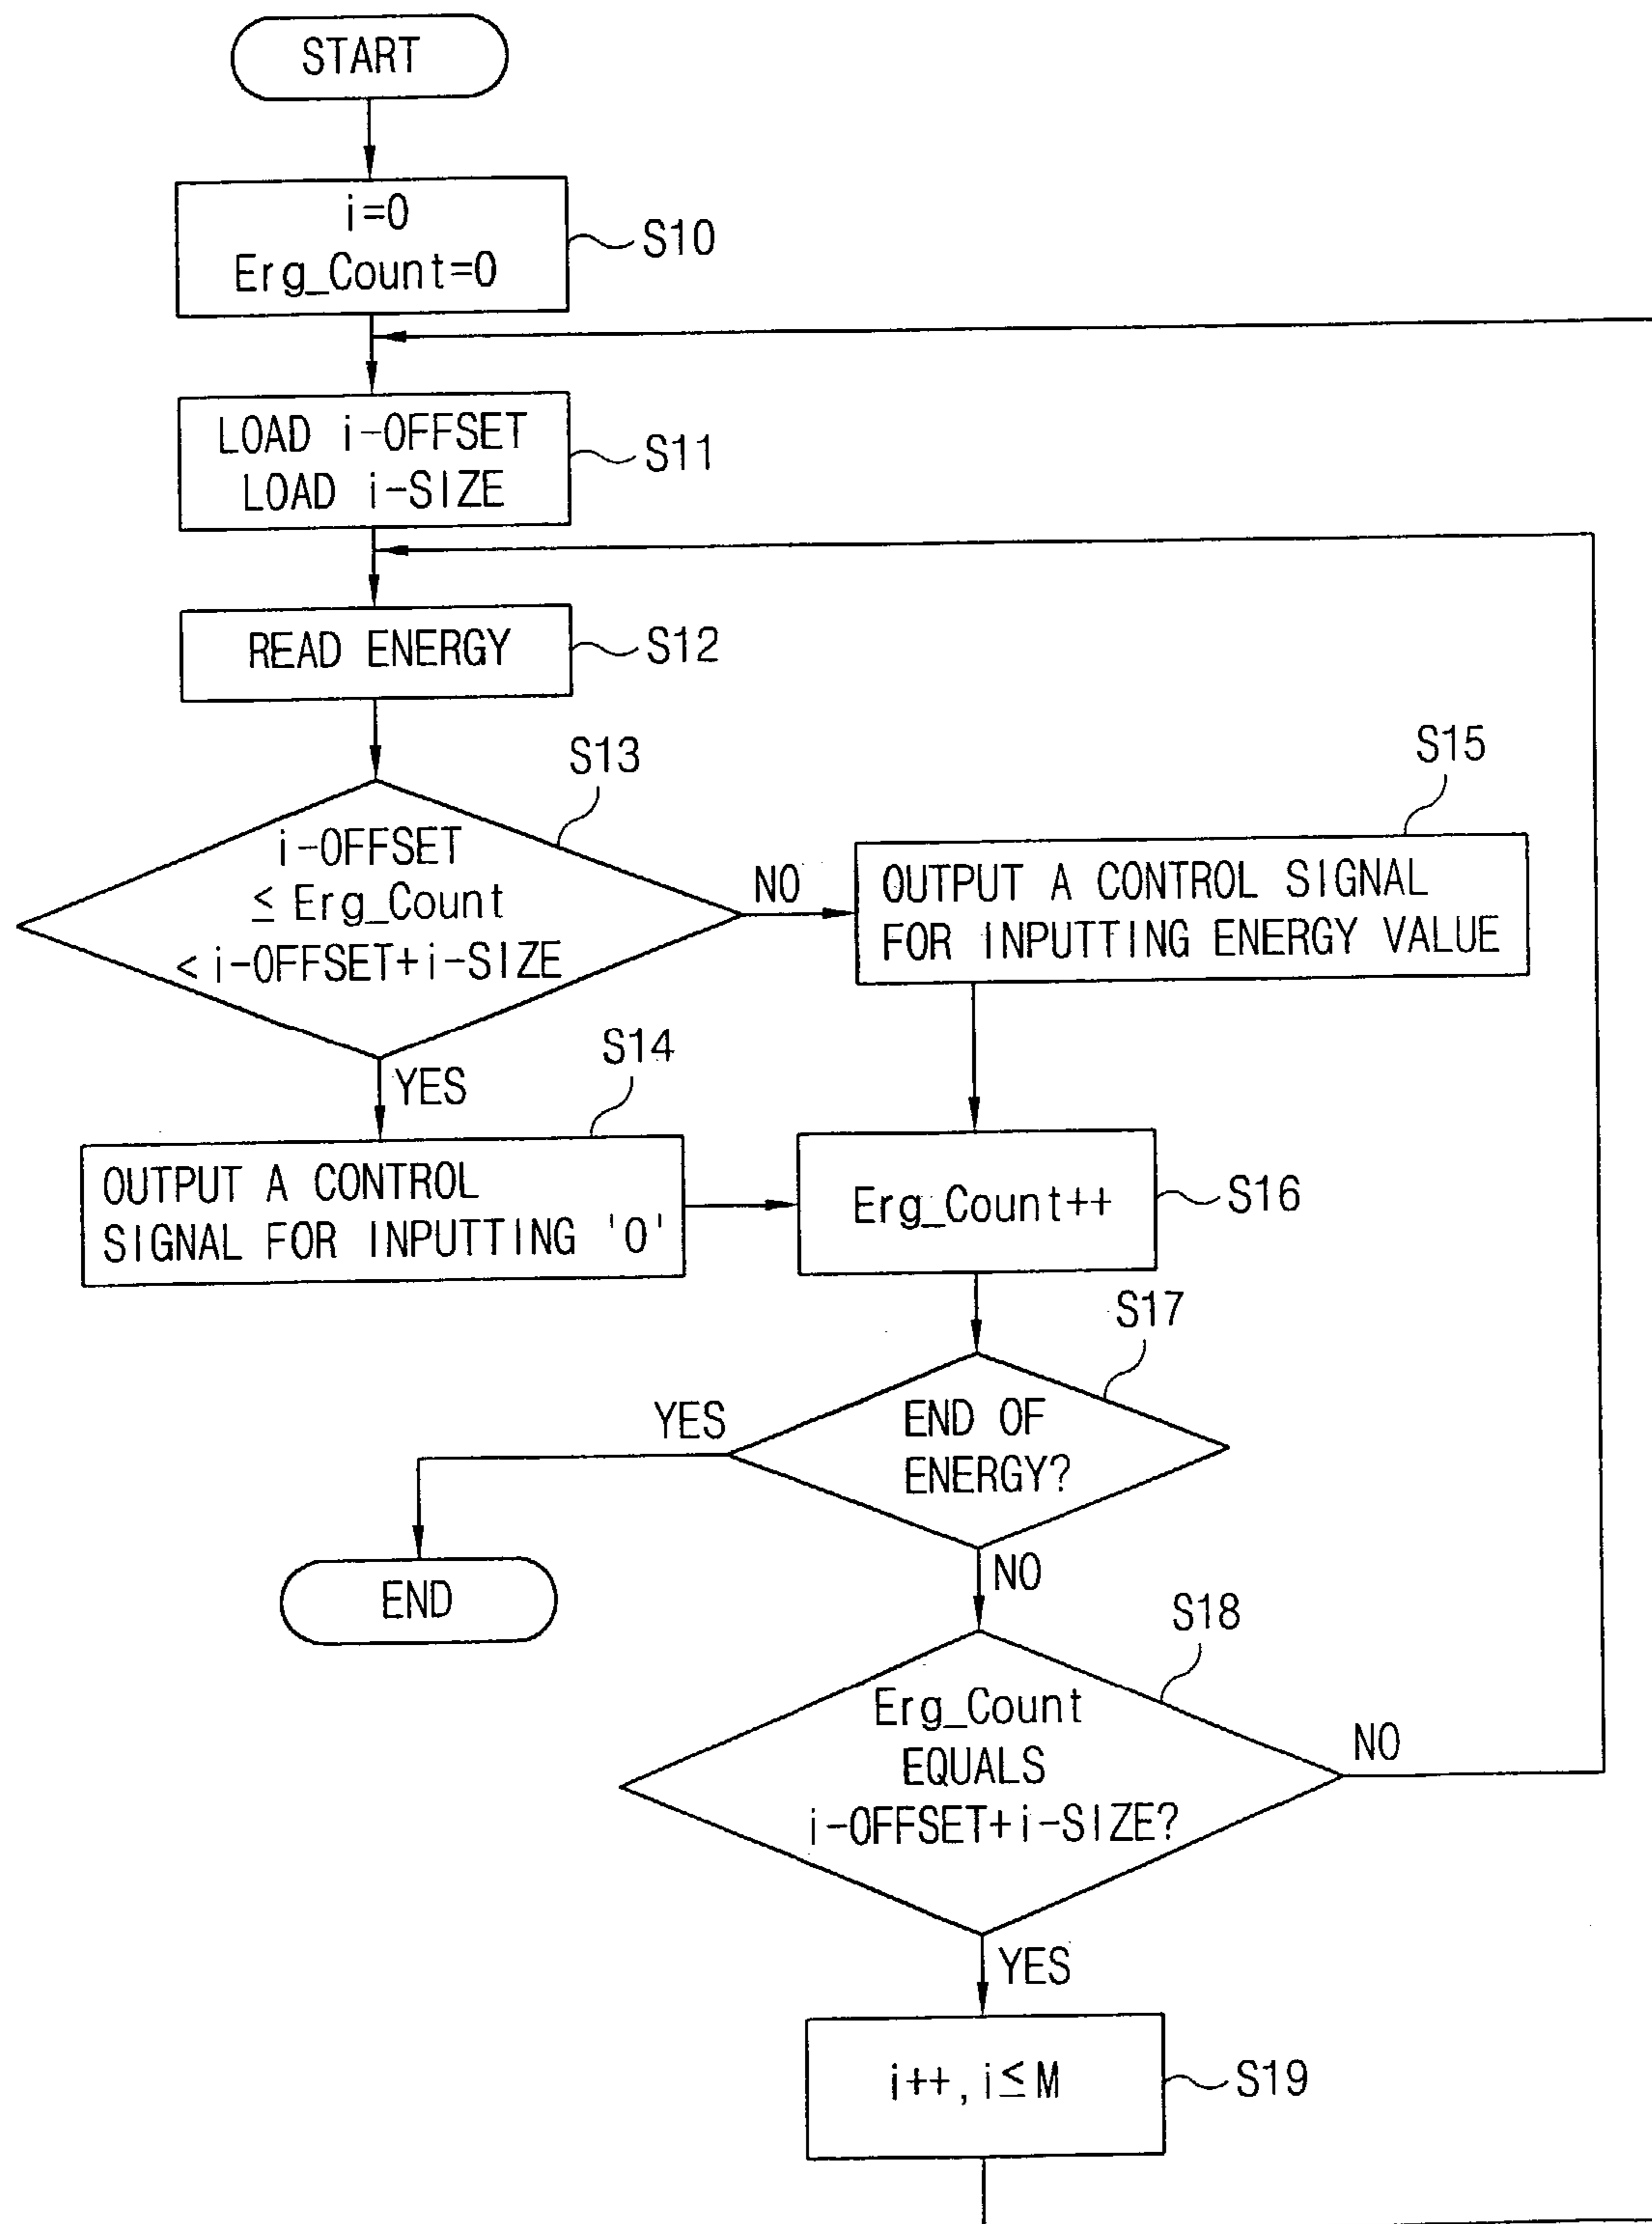 START
i=0
Erg_Count=0
S10
LOAD i-OFFSET
LOAD i-SIZE
S11
READ ENERGY
S12
S13
i-OFFSET
≤ Erg_Count
< i-OFFSET+i-SIZE
NO
S15
OUTPUT A CONTROL SIGNAL
FOR INPUTTING ENERGY VALUE
YES
S14
OUTPUT A CONTROL
SIGNAL FOR INPUTTING '0'
Erg_Count++
S16
S17
END OF
ENERGY?
YES
END
NO
S18
Erg_Count
EQUALS
i-OFFSET+i-SIZE?
NO
YES
i++, i≤M
S19